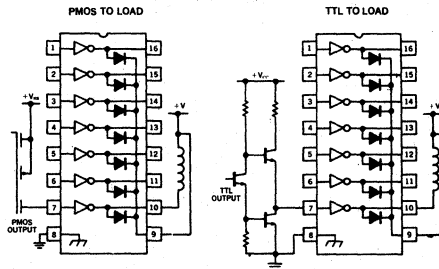 PMOS TO LOAD
1 16
2 15
3 14
4 13
5 12
6 11
7 10
8 9
+V
PMOS
OUTPUT
TTL TO LOAD
1 16
2 15
3 14
4 13
5 12
6 11
7 10
8 9
+V
TTL
OUTPUT